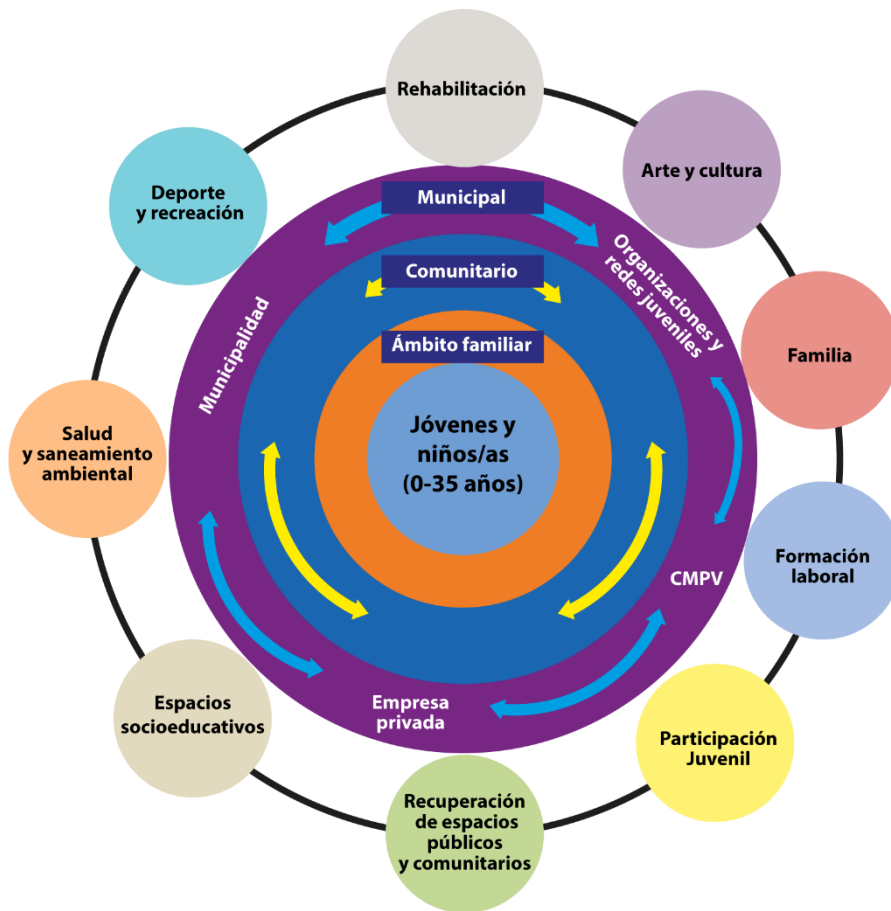 Rehabilitación
Arte y cultura
Familia
Formación
laboral
Participación
Juvenil
Recuperación
de espacios
públicos
y comunitarios
Espacios
socioeducativos
Salud
y saneamiento
ambiental
Deporte
y recreación
Municipal
Organizaciones y
redes juveniles
CMPV
Empresa
privada
Municipalidad
Comunitario
Ámbito familiar
Jóvenes y
niños/as
(0-35 años)